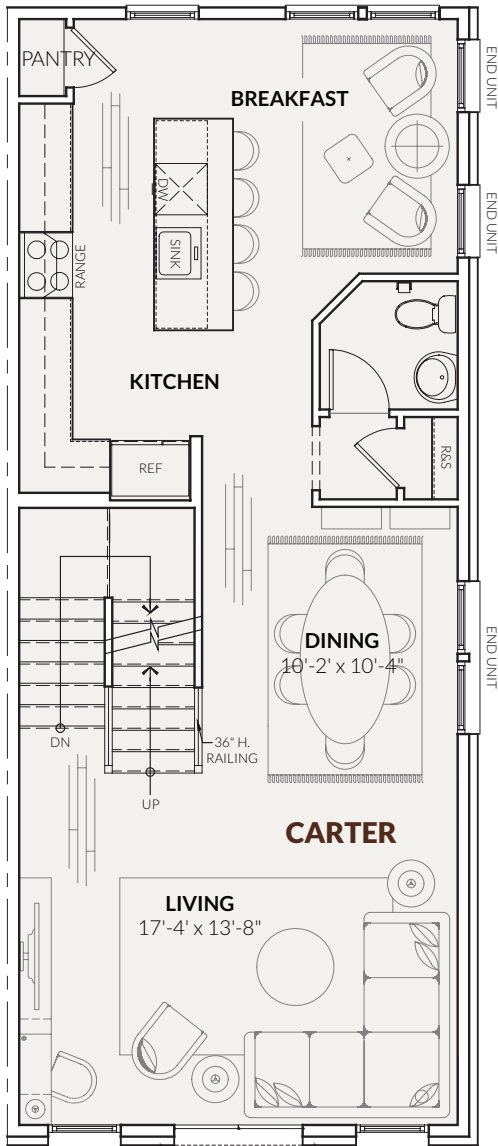 PANTRY
BREAKFAST
END UNIT
DW
END UNIT
SINK
RANGE
KITCHEN
REF
R&S
DINING
10'-2' x 10'-4"
END UNIT
DN
36" H.
RAILING
UP
CARTER
LIVING
17'-4' x 13'-8"